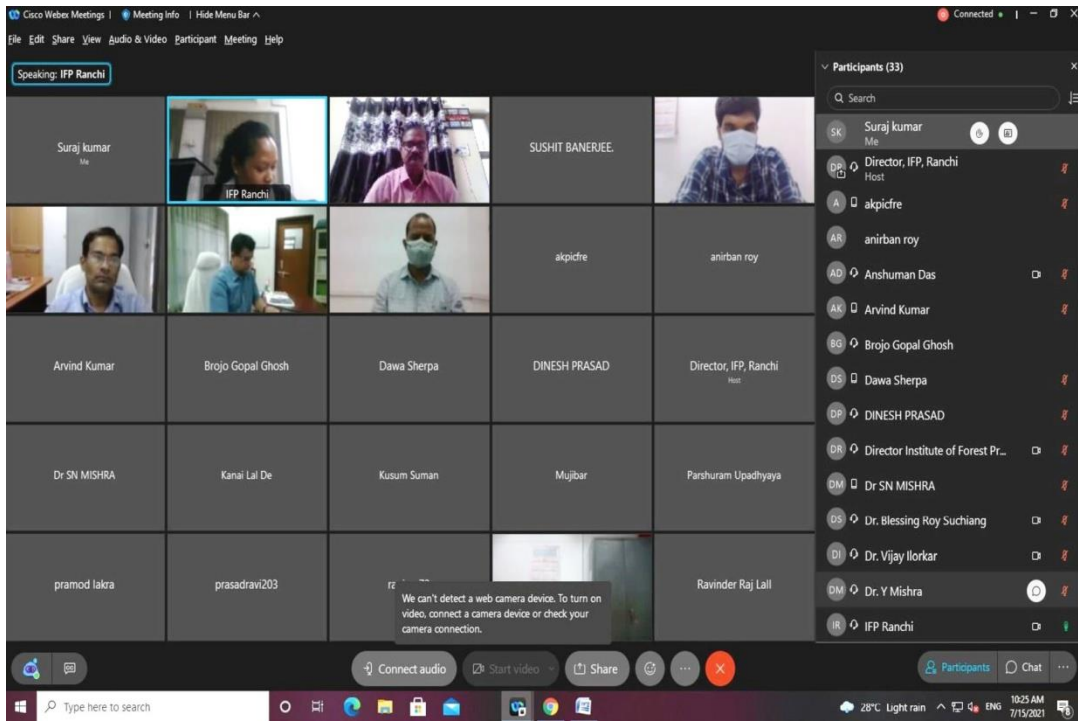 Cisco Webex Meetings | Meeting Info | Hide Menu Bar
Connected
File Edit Share View Audio & Video Participant Meeting Help
Speaking: IFP Ranchi
Suraj kumar
Me
IFP Ranchi
SUSHIT BANERJEE.
akpicfre
anirban roy
Arvind Kumar
Brojo Gopal Ghosh
Dawa Sherpa
DINESH PRASAD
Director, IFP, Ranchi
Host
Dr SN MISHRA
Kanai Lal De
Kusum Suman
Mujibar
Parshuram Upadhyaya
pramod lakra
prasadravi203
Ravinder Raj Lall
We can't detect a web camera device. To turn on
video, connect a camera device or check your
camera connection.
Connect audio
Start video
Share
Participants (33)
Search
SK Suraj kumar
Me
Director, IFP, Ranchi
Host
A akpicfre
AR anirban roy
AD Anshuman Das
AK Arvind Kumar
BG Brojo Gopal Ghosh
DS Dawa Sherpa
DP DINESH PRASAD
DR Director Institute of Forest Pr...
DM Dr SN MISHRA
DS Dr. Blessing Roy Suchiang
DI Dr. Vijay Ilorkar
DM Dr. Y Mishra
IR IFP Ranchi
Participants
Chat
Type here to search
28°C Light rain
ENG
10:25 AM
7/15/2021